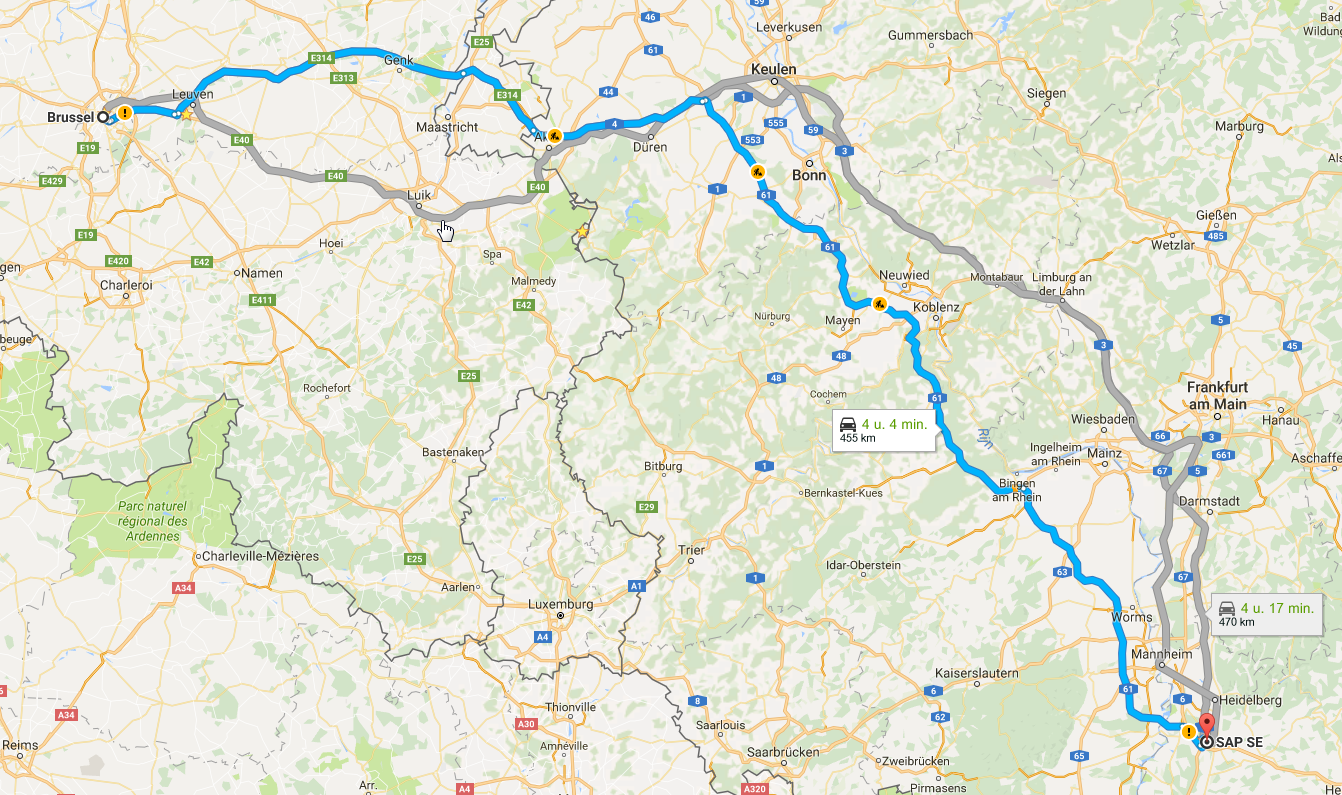 59
46
Leverkusen
Bad
Wildung
E25
61
Gummersbach
E314
E313
Genk
Keulen
Siegen
Leuven
44
E314
1
Brussel
Maastricht
4
555
59
Marburg
E19
E40
Düren
553
3
E429
E40
E40
1
Bonn
61
Luik
Gießen
E19
485
Wetzlar
Hoei
61
E420
E42
Spa
gen
Namen
Neuwied
Montabaur
Limburg an
der Lahn
Charleroi
Malmedy
E411
E42
Koblenz
Nürburg
Mayen
5
beuge
3
45
48
E25
48
Rochefort
Cochem
61
Frankfurt
am Main
Hanau
4 u. 4 min.
455 km
Wiesbaden
Rijn
66
3
Bastenaken
Ingelheim
am Rhein
Mainz
661
Aschaffe
Bitburg
1
67
5
Bingen
am Rhein
Bernkastel-Kues
Parc naturel
régional des
Ardennes
E29
Darmstadt
Charleville-Mézières
E25
Trier
Idar-Oberstein
63
A34
Aarlen
A1
1
67
Luxemburg
4 u. 17 min.
470 km
Worms
A4
Mannheim
Kaiserslautern
61
6
6
Heidelberg
A34
Thionville
8
62
A30
Saarlouis
Reims
Amnéville
Saarbrücken
65
SAP SE
Zweibrücken
Arr.
A4
A320
Pirmasens